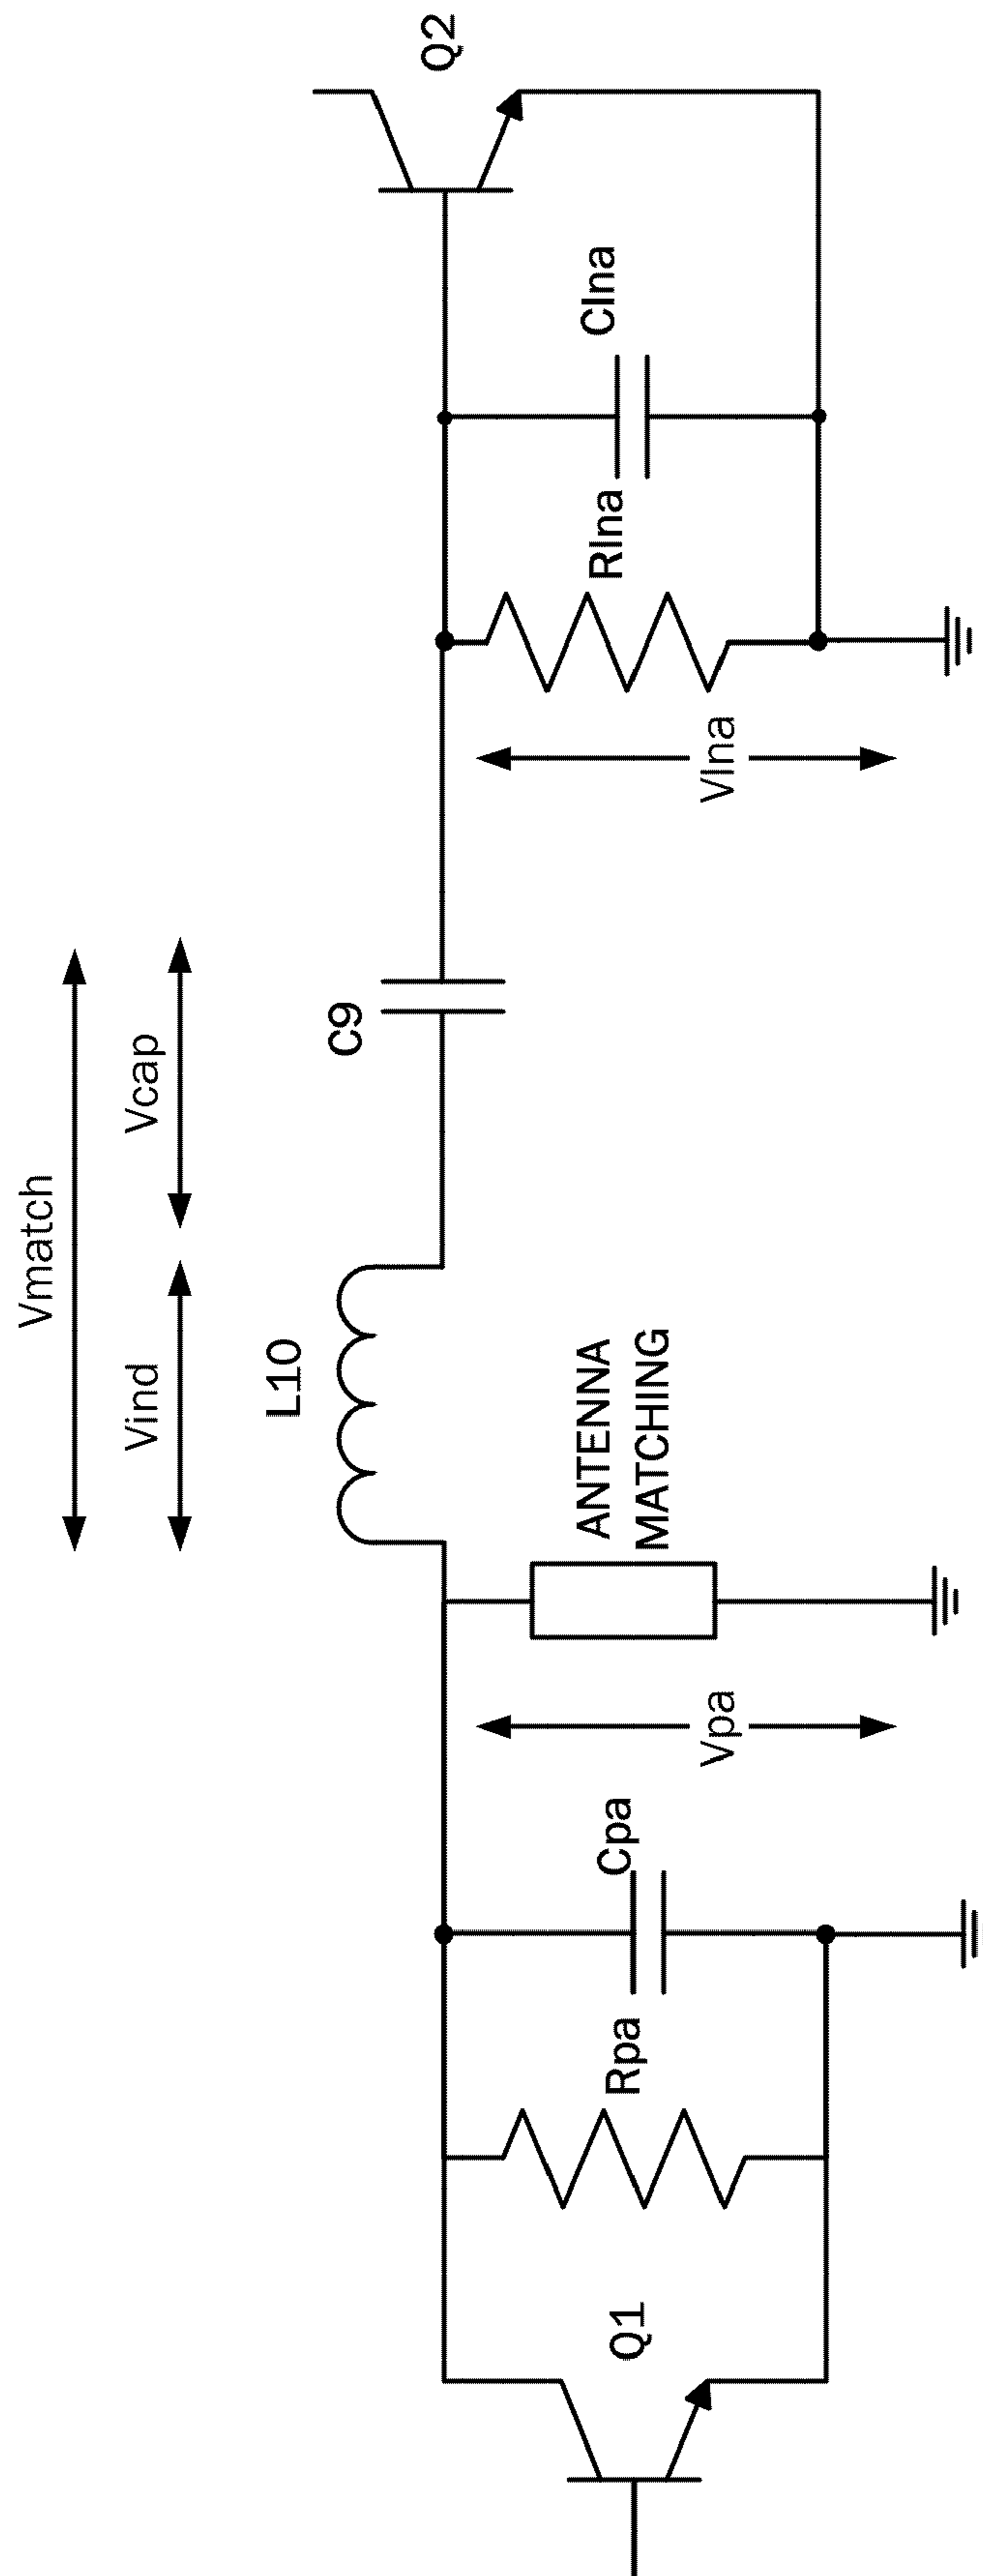 Vmatch
Vind
Vcap
L10
C9
Q2
Q1
Rpa
Cpa
ANTENNA
MATCHING
Rlna
Clna
Vpa
Vlna